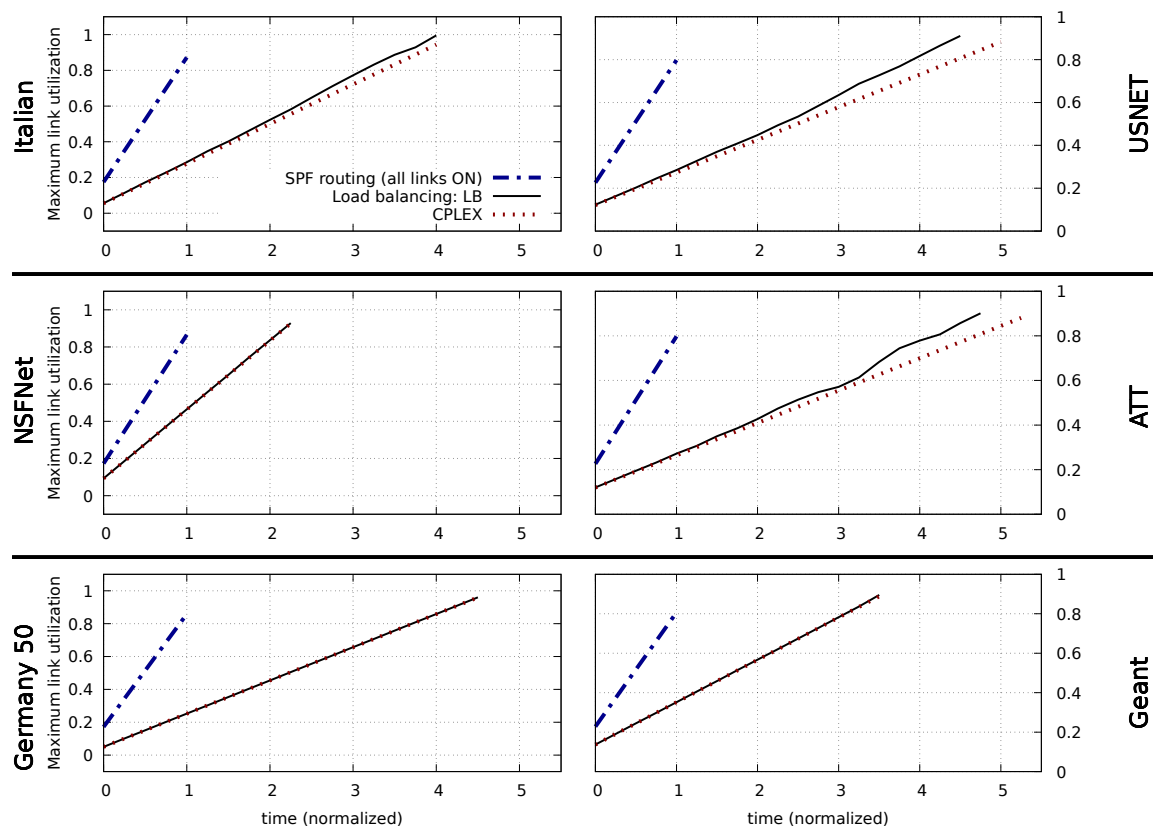 Italian
Maximum link utilization
1
0.8
0.6
0.4
0.2
0
SPF routing (all links ON)
Load balancing: LB
CPLEX
0 1 2 3 4 5
1
0.8
0.6
0.4
0.2
0
0 1 2 3 4 5
USNET
NSFNet
Maximum link utilization
1
0.8
0.6
0.4
0.2
0
0 1 2 3 4 5
1
0.8
0.6
0.4
0.2
0
0 1 2 3 4 5
ATT
Germany 50
Maximum link utilization
1
0.8
0.6
0.4
0.2
0
0 1 2 3 4 5
time (normalized)
1
0.8
0.6
0.4
0.2
0
0 1 2 3 4 5
time (normalized)
Geant